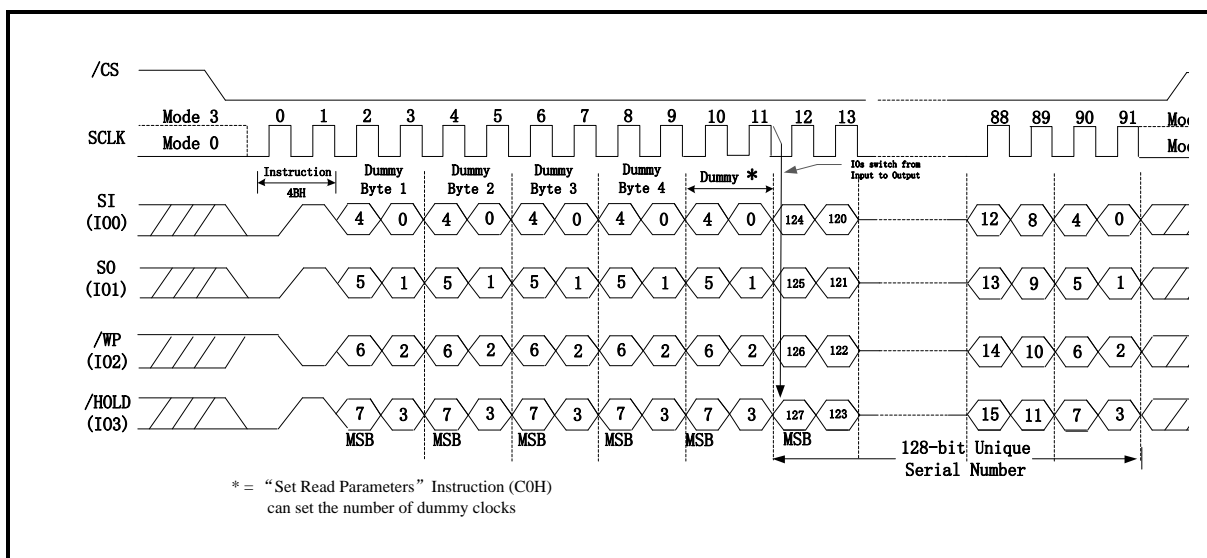 /CS
Mode 3 0 1 2 3 4 5 6 7 8 9 10 11 12 13 88 89 90 91
SCLK Mode 0
Instruction
4BH
Dummy Byte 1
Dummy Byte 2
Dummy Byte 3
Dummy Byte 4
Dummy *
IOs switch from
Input to Output
SI
(IO0) 4 0 4 0 4 0 4 0 4 0 124 120 12 8 4 0
SO
(IO1) 5 1 5 1 5 1 5 1 5 1 125 121 13 9 5 1
/WP
(IO2) 6 2 6 2 6 2 6 2 6 2 126 122 14 10 6 2
/HOLD
(IO3) 7 3 7 3 7 3 7 3 7 3 127 123 15 11 7 3
MSB MSB MSB MSB MSB MSB
128-bit Unique
Serial Number
* = “Set Read Parameters” Instruction (C0H)
can set the number of dummy clocks